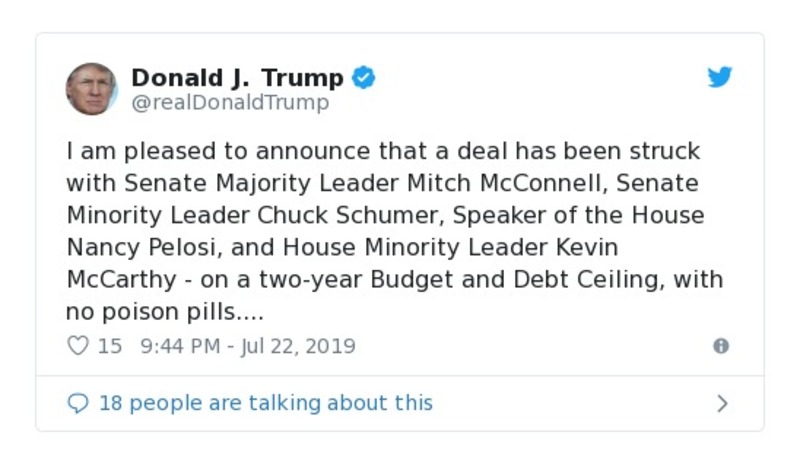 Donald J. Trump
@realDonaldTrump
I am pleased to announce that a deal has been struck
with Senate Majority Leader Mitch McConnell, Senate
Minority Leader Chuck Schumer, Speaker of the House
Nancy Pelosi, and House Minority Leader Kevin
McCarthy - on a two-year Budget and Debt Ceiling, with
no poison pills....
15 9:44 PM - Jul 22, 2019
18 people are talking about this